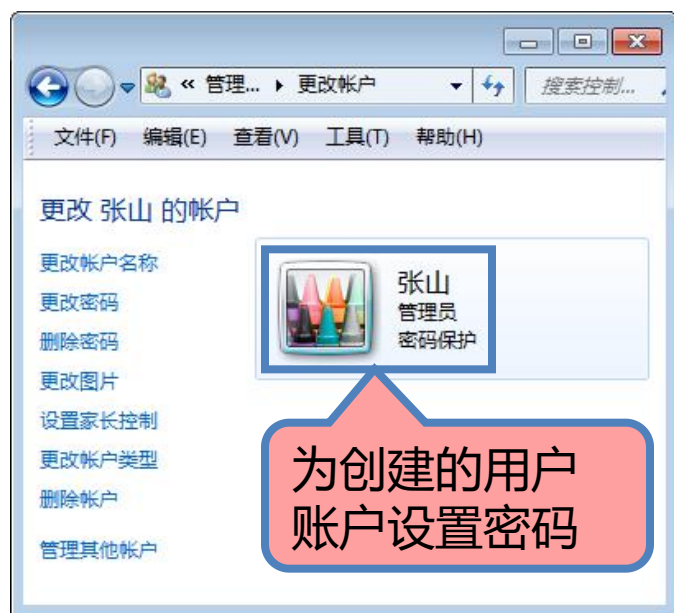 « 管理... ▸ 更改帐户
搜索控制...
文件(F) 编辑(E) 查看(V) 工具(T) 帮助(H)
更改 张山 的帐户
更改帐户名称
更改密码
删除密码
更改图片
设置家长控制
更改帐户类型
删除帐户
管理其他帐户
张山
管理员
密码保护
为创建的用户
账户设置密码